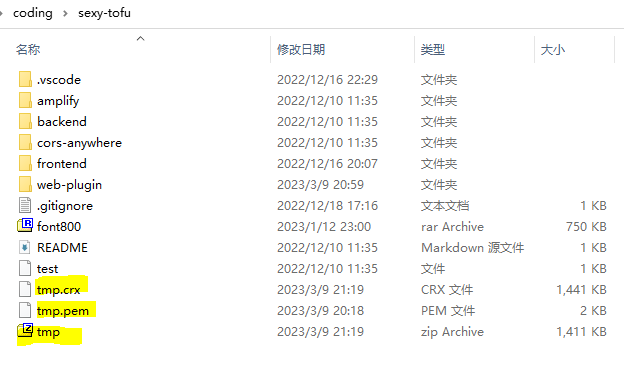 coding > sexy-tofu
名称 修改日期 类型 大小
.vscode 2022/12/16 22:29 文件夹
amplify 2022/12/10 11:35 文件夹
backend 2022/12/10 11:35 文件夹
cors-anywhere 2022/12/10 11:35 文件夹
frontend 2022/12/16 20:07 文件夹
web-plugin 2023/3/9 20:59 文件夹
.gitignore 2022/12/18 17:16 文本文档 1 KB
font800 2023/1/12 23:00 rar Archive 750 KB
README 2022/12/10 11:35 Markdown 源文件 1 KB
test 2022/12/10 11:35 文件 1 KB
tmp.crx 2023/3/9 21:19 CRX 文件 1,441 KB
tmp.pem 2023/3/9 20:18 PEM 文件 2 KB
tmp 2023/3/9 21:19 zip Archive 1,411 KB